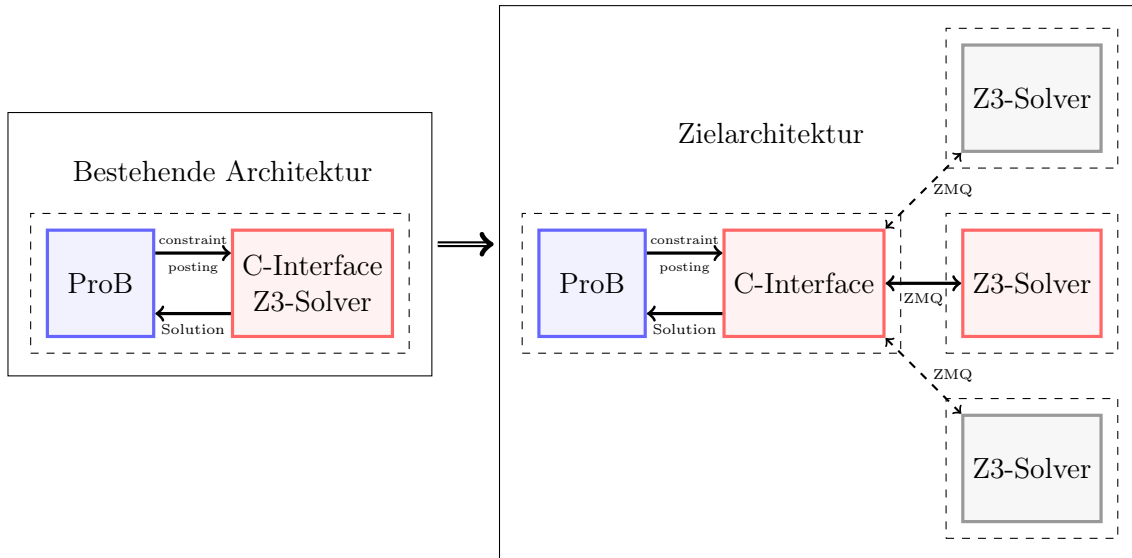 Bestehende Architektur
ProB
constraint
posting
Solution
C-Interface
Z3-Solver
Zielarchitektur
ProB
constraint
posting
Solution
C-Interface
ZMQ
Z3-Solver
ZMQ
Z3-Solver
ZMQ
Z3-Solver